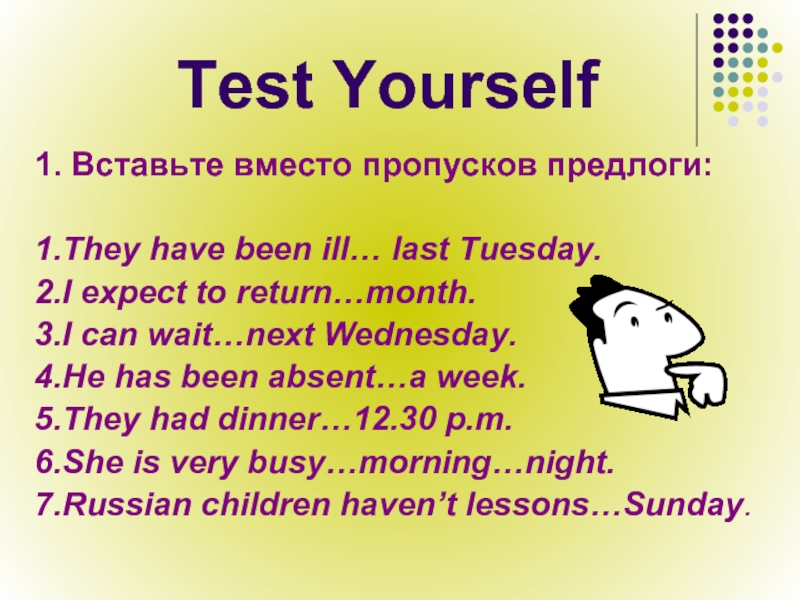 Test Yourself
1. Вставьте вместо пропусков предлоги:
1.They have been ill… last Tuesday.
2.I expect to return…month.
3.I can wait…next Wednesday.
4.He has been absent…a week.
5.They had dinner…12.30 p.m.
6.She is very busy…morning…night.
7.Russian children haven’t lessons…Sunday.